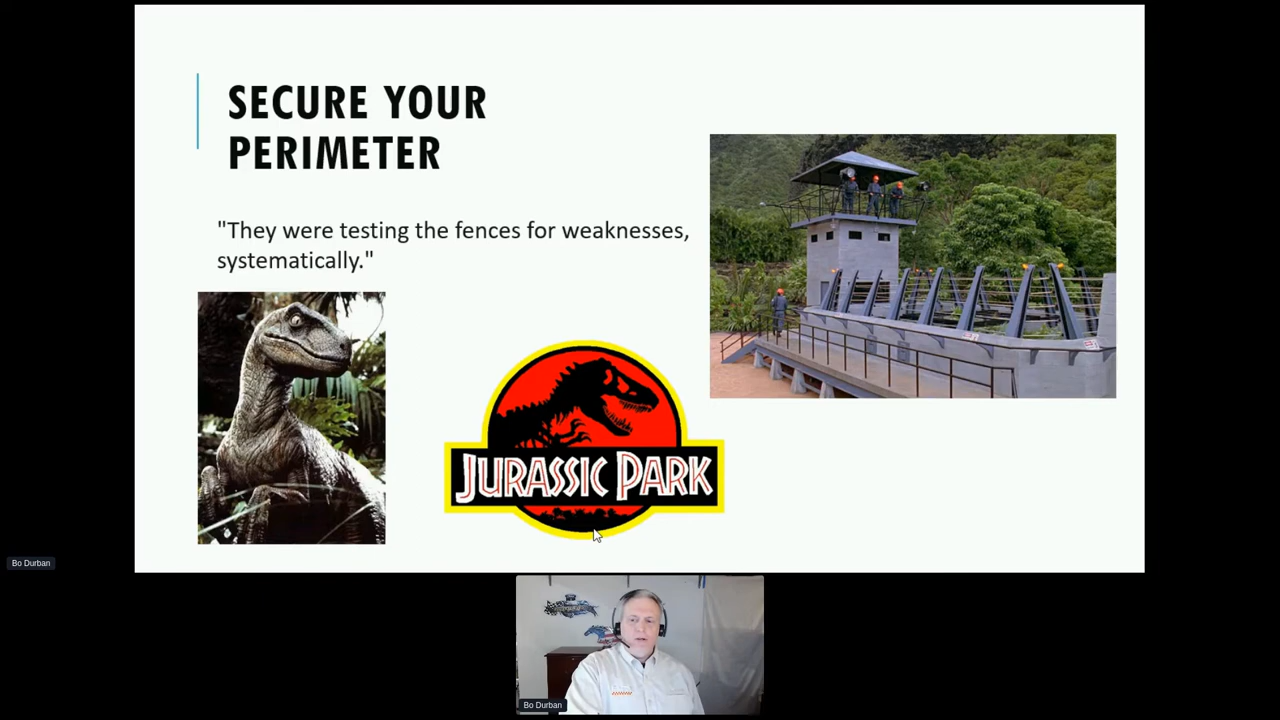 SECURE YOUR
PERIMETER
"They were testing the fences for weaknesses,
systematically."
JURASSIC PARK
Bo Durban
Bo Durban